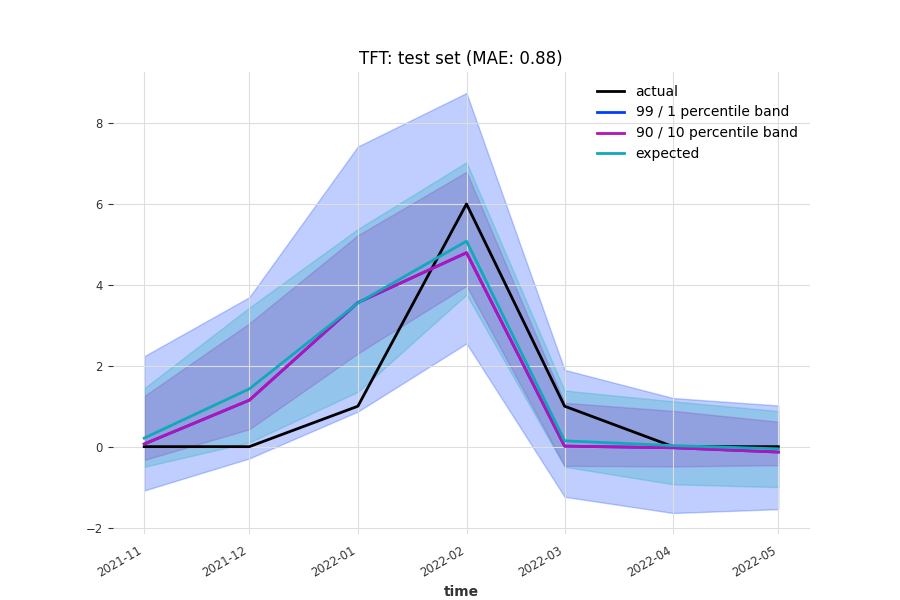 TFT: test set (MAE: 0.88)
actual
99 / 1 percentile band
90 / 10 percentile band
expected
8
6
4
2
0
−2
2021-11
2021-12
2022-01
2022-02
2022-03
2022-04
2022-05
time